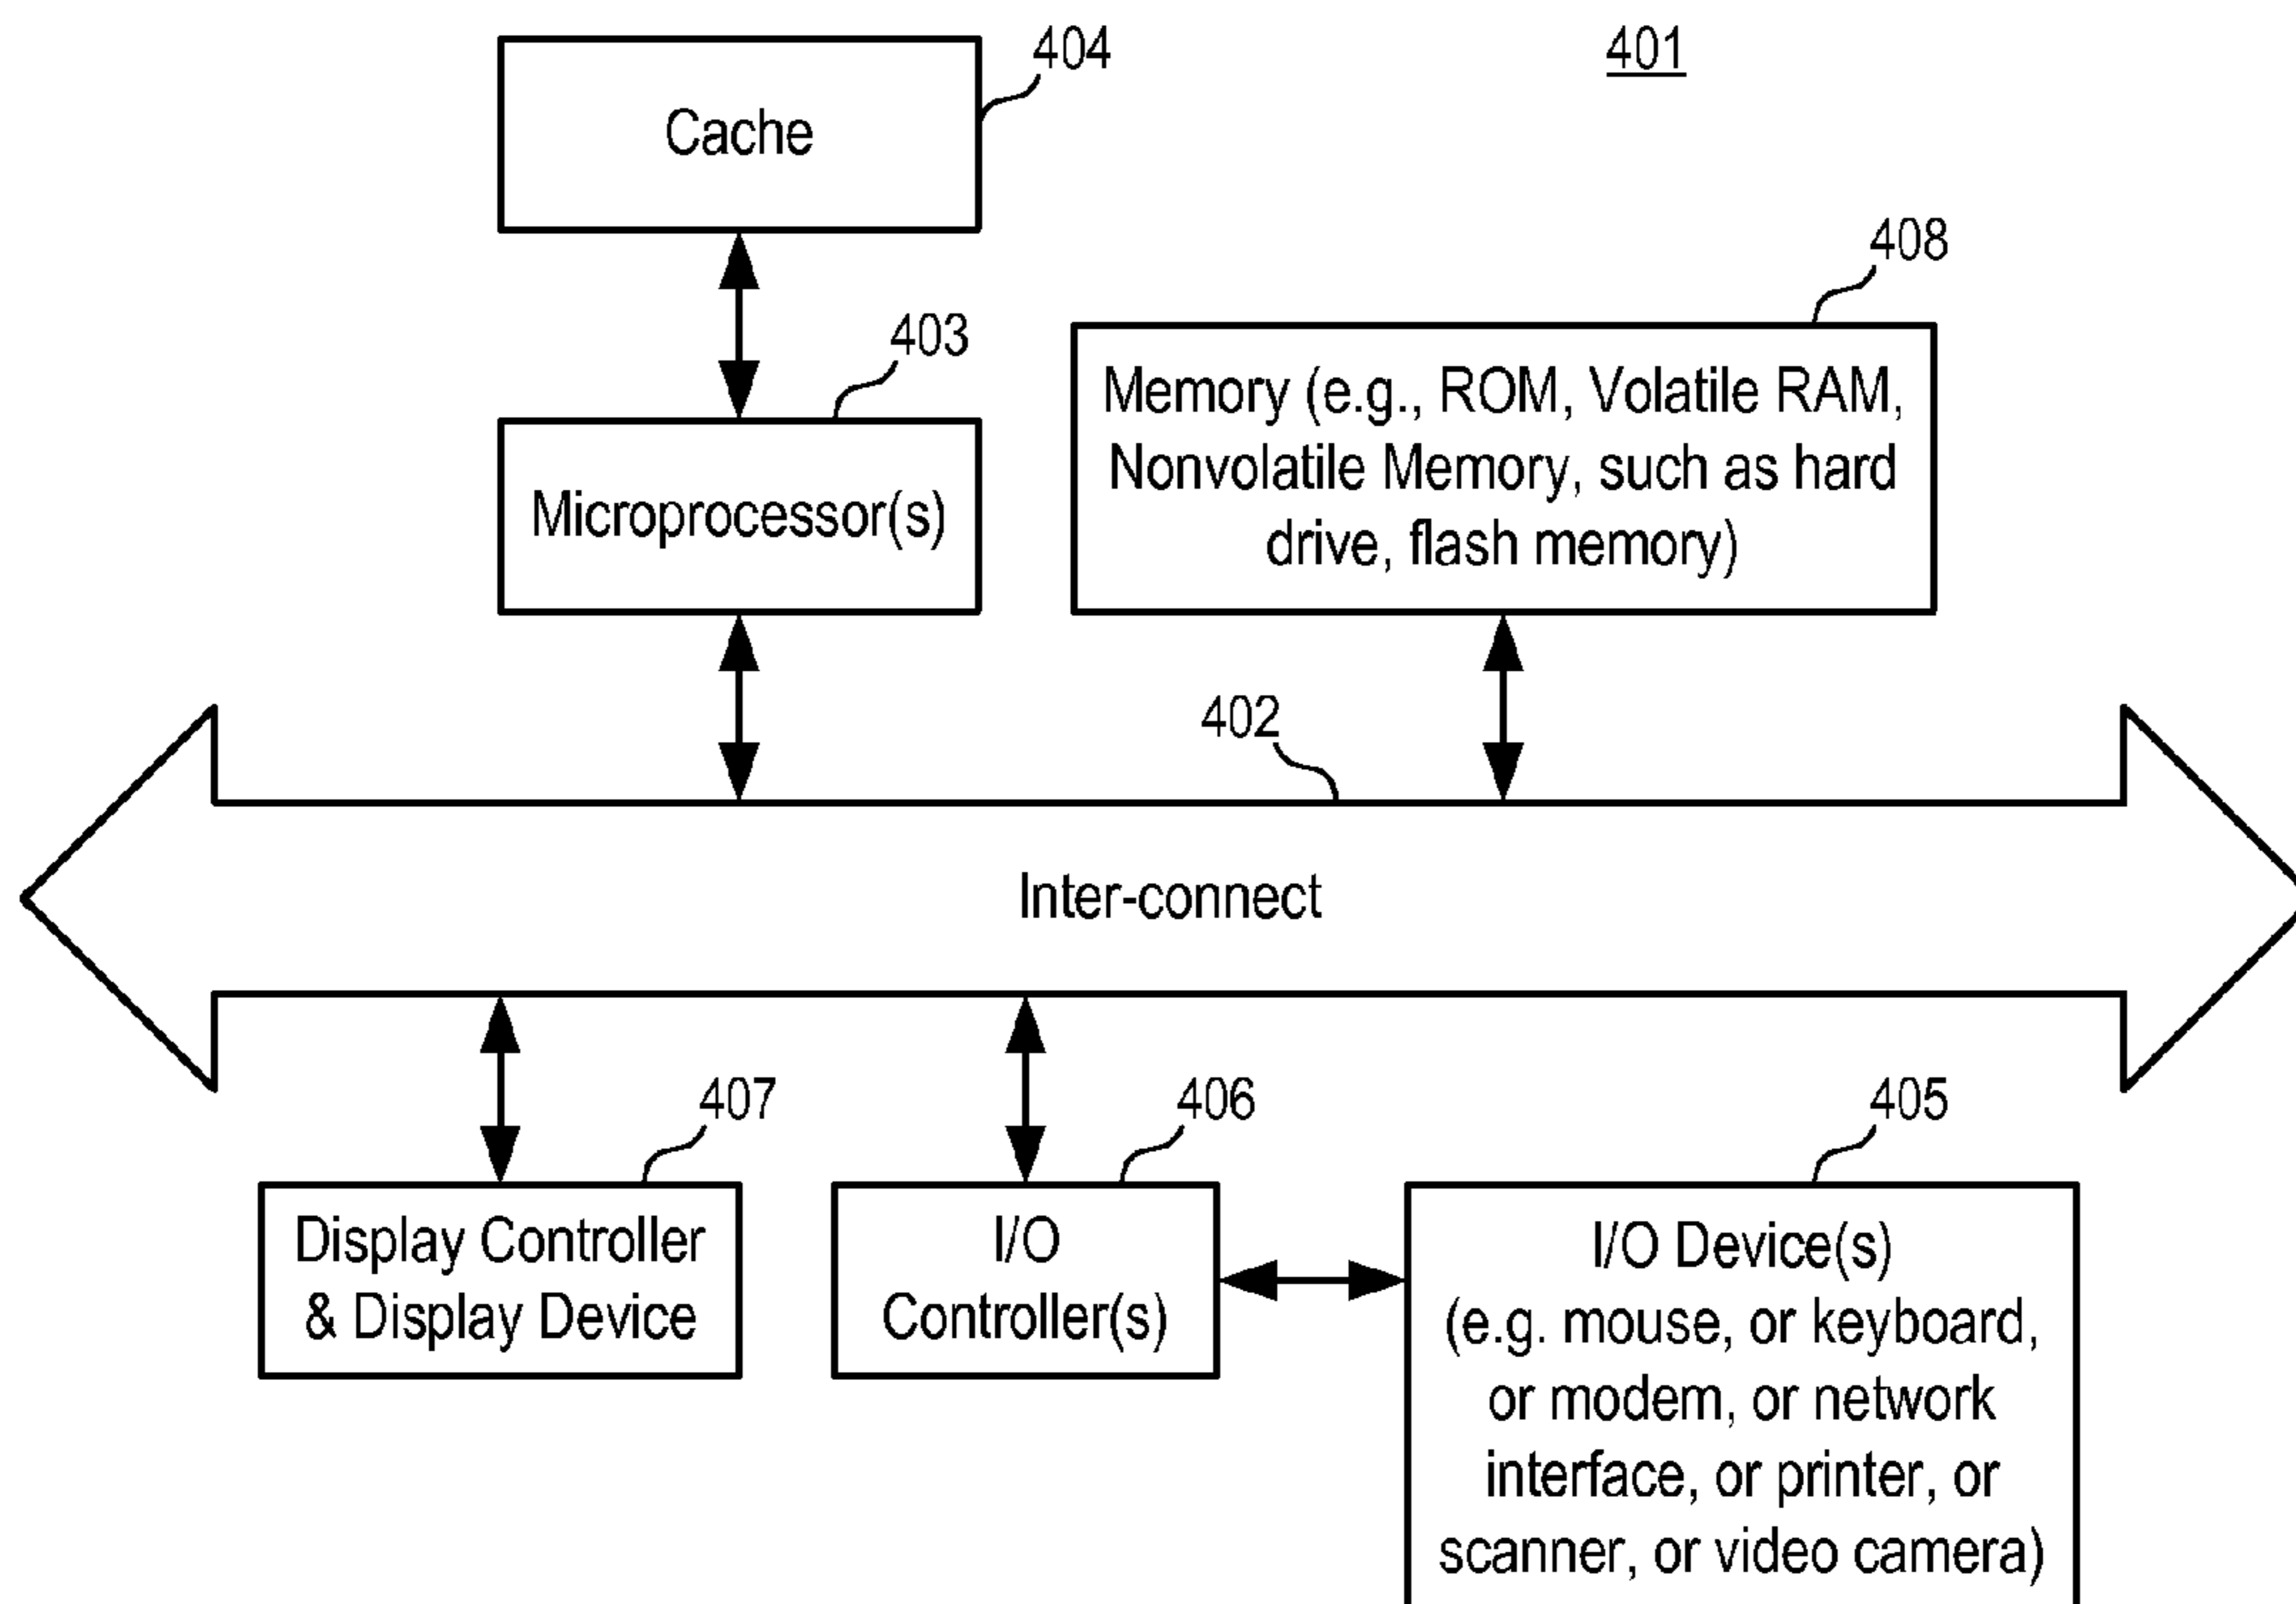 404
401
Cache
408
403
Memory (e.g., ROM, Volatile RAM,
Nonvolatile Memory, such as hard
drive, flash memory)
Microprocessor(s)
402
Inter-connect
407
406
405
Display Controller
& Display Device
I/O
Controller(s)
I/O Device(s)
(e.g. mouse, or keyboard,
or modem, or network
interface, or printer, or
scanner, or video camera)